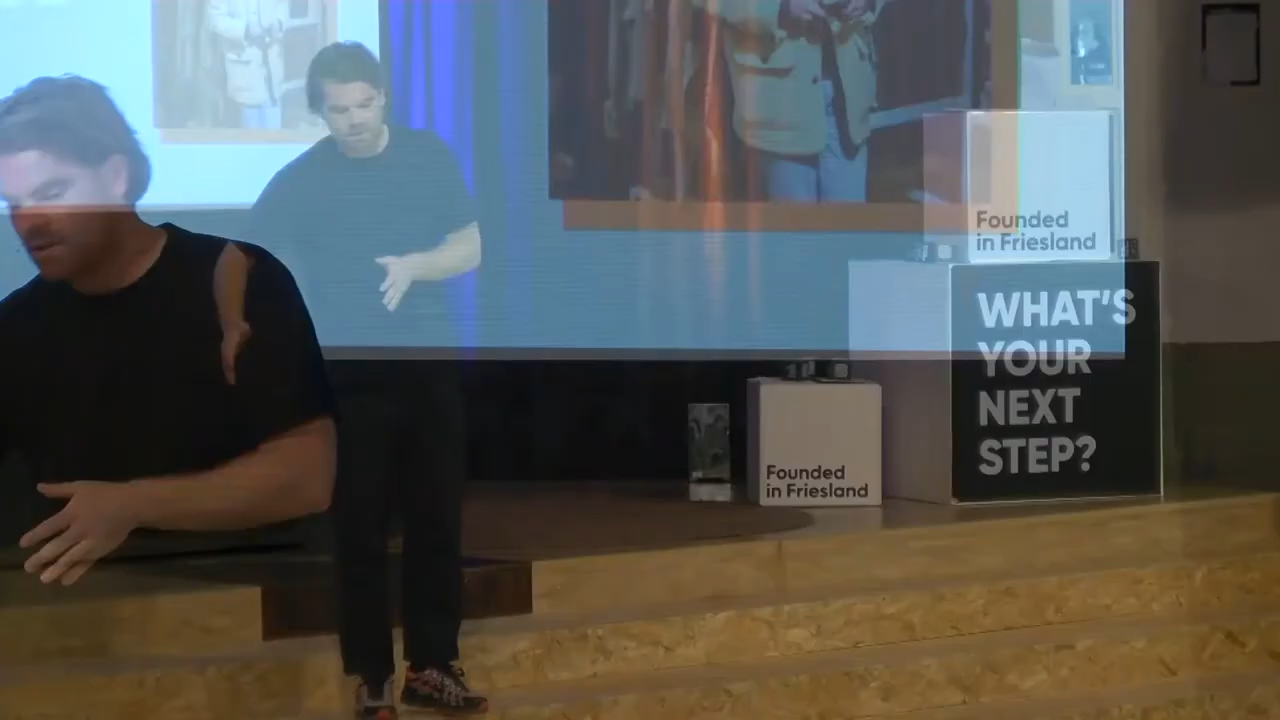 Founded
in Friesland
WHAT'S
YOUR
NEXT
STEP?
Founded
in Friesland